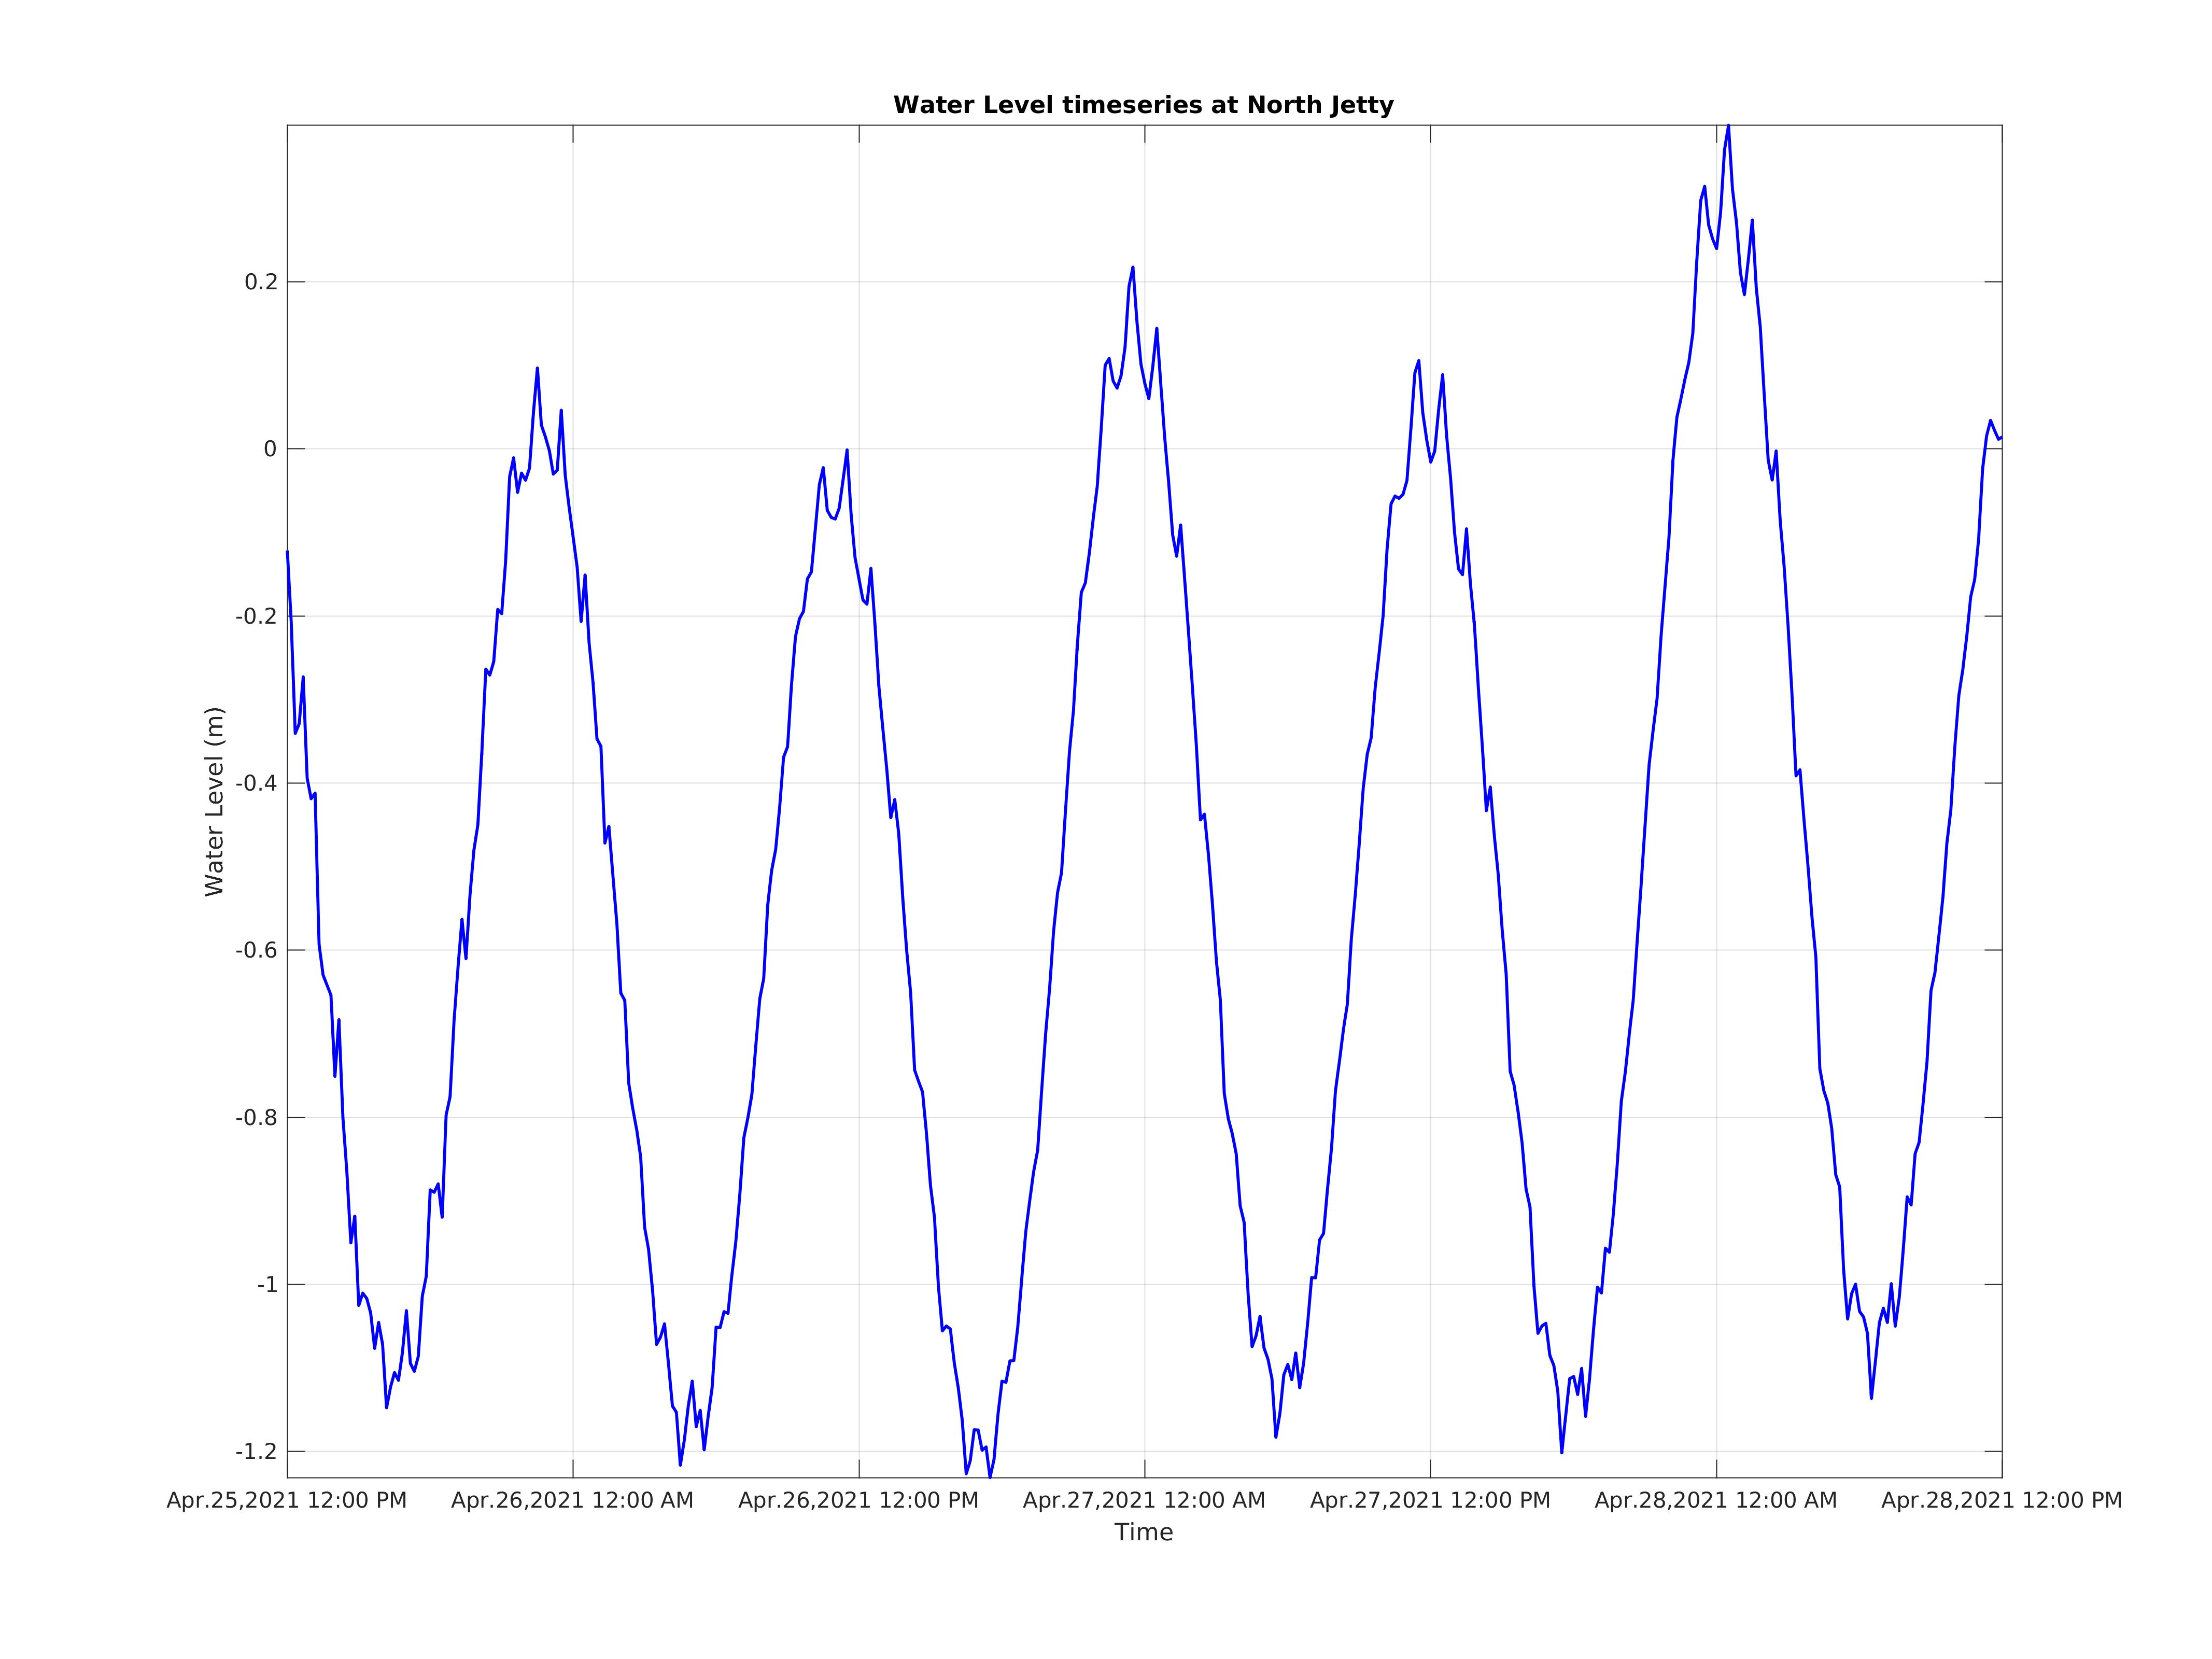 Water Level timeseries at North Jetty
0.2
0
-0.2
-0.4
-0.6
-0.8
-1
-1.2
Water Level (m)
Apr.25,2021 12:00 PM Apr.26,2021 12:00 AM Apr.26,2021 12:00 PM Apr.27,2021 12:00 AM Apr.27,2021 12:00 PM Apr.28,2021 12:00 AM Apr.28,2021 12:00 PM
Time